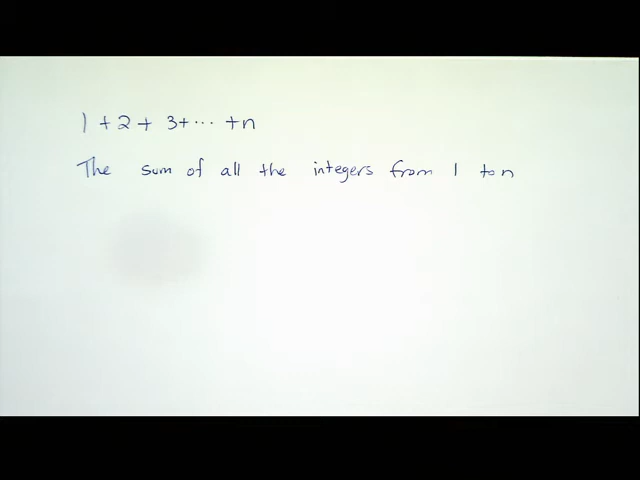 1 + 2 + 3 + ··· + n
The sum of all the integers from 1 to n